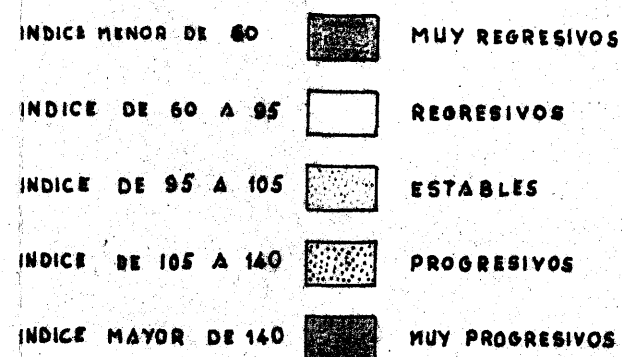 INDICE MENOR DE 60 MUY REGRESIVOS
INDICE DE 60 A 95 REGRESIVOS
INDICE DE 95 A 105 ESTABLES
INDICE DE 105 A 140 PROGRESIVOS
INDICE MAYOR DE 140 MUY PROGRESIVOS